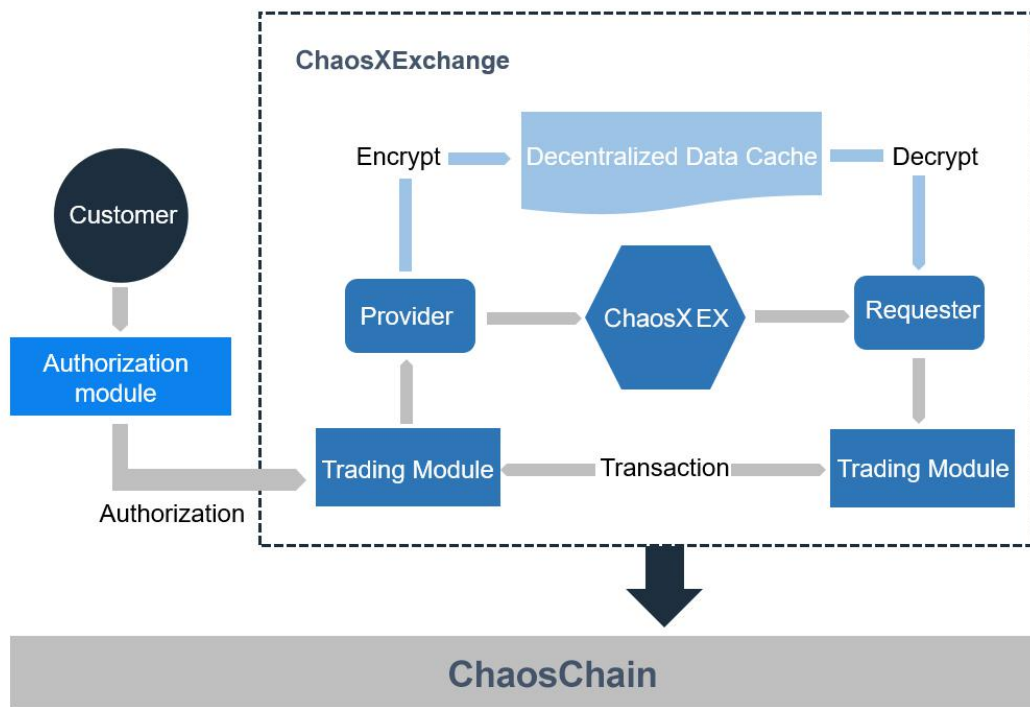 ChaosXExchange
Encrypt
Decentralized Data Cache
Decrypt
Customer
Provider
ChaosX EX
Requester
Authorization
module
Trading Module
Transaction
Trading Module
Authorization
ChaosChain